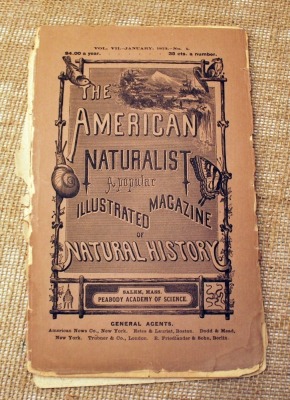 VOL. VII.-JANUARY, 1873.-No. 1.
$4.00 a year. 35 cts. a number.
THE
AMERICAN
NATURALIST
A popular
ILLUSTRATED MAGAZINE
OF
NATURAL HISTORY
SALEM, MASS.
PEABODY ACADEMY OF SCIENCE.
GENERAL AGENTS.
American News Co., New York. Estes & Lauriat, Boston. Dodd & Mead,
New York. Trubner & Co., London. R. Friedlander & Sohn, Berlin.